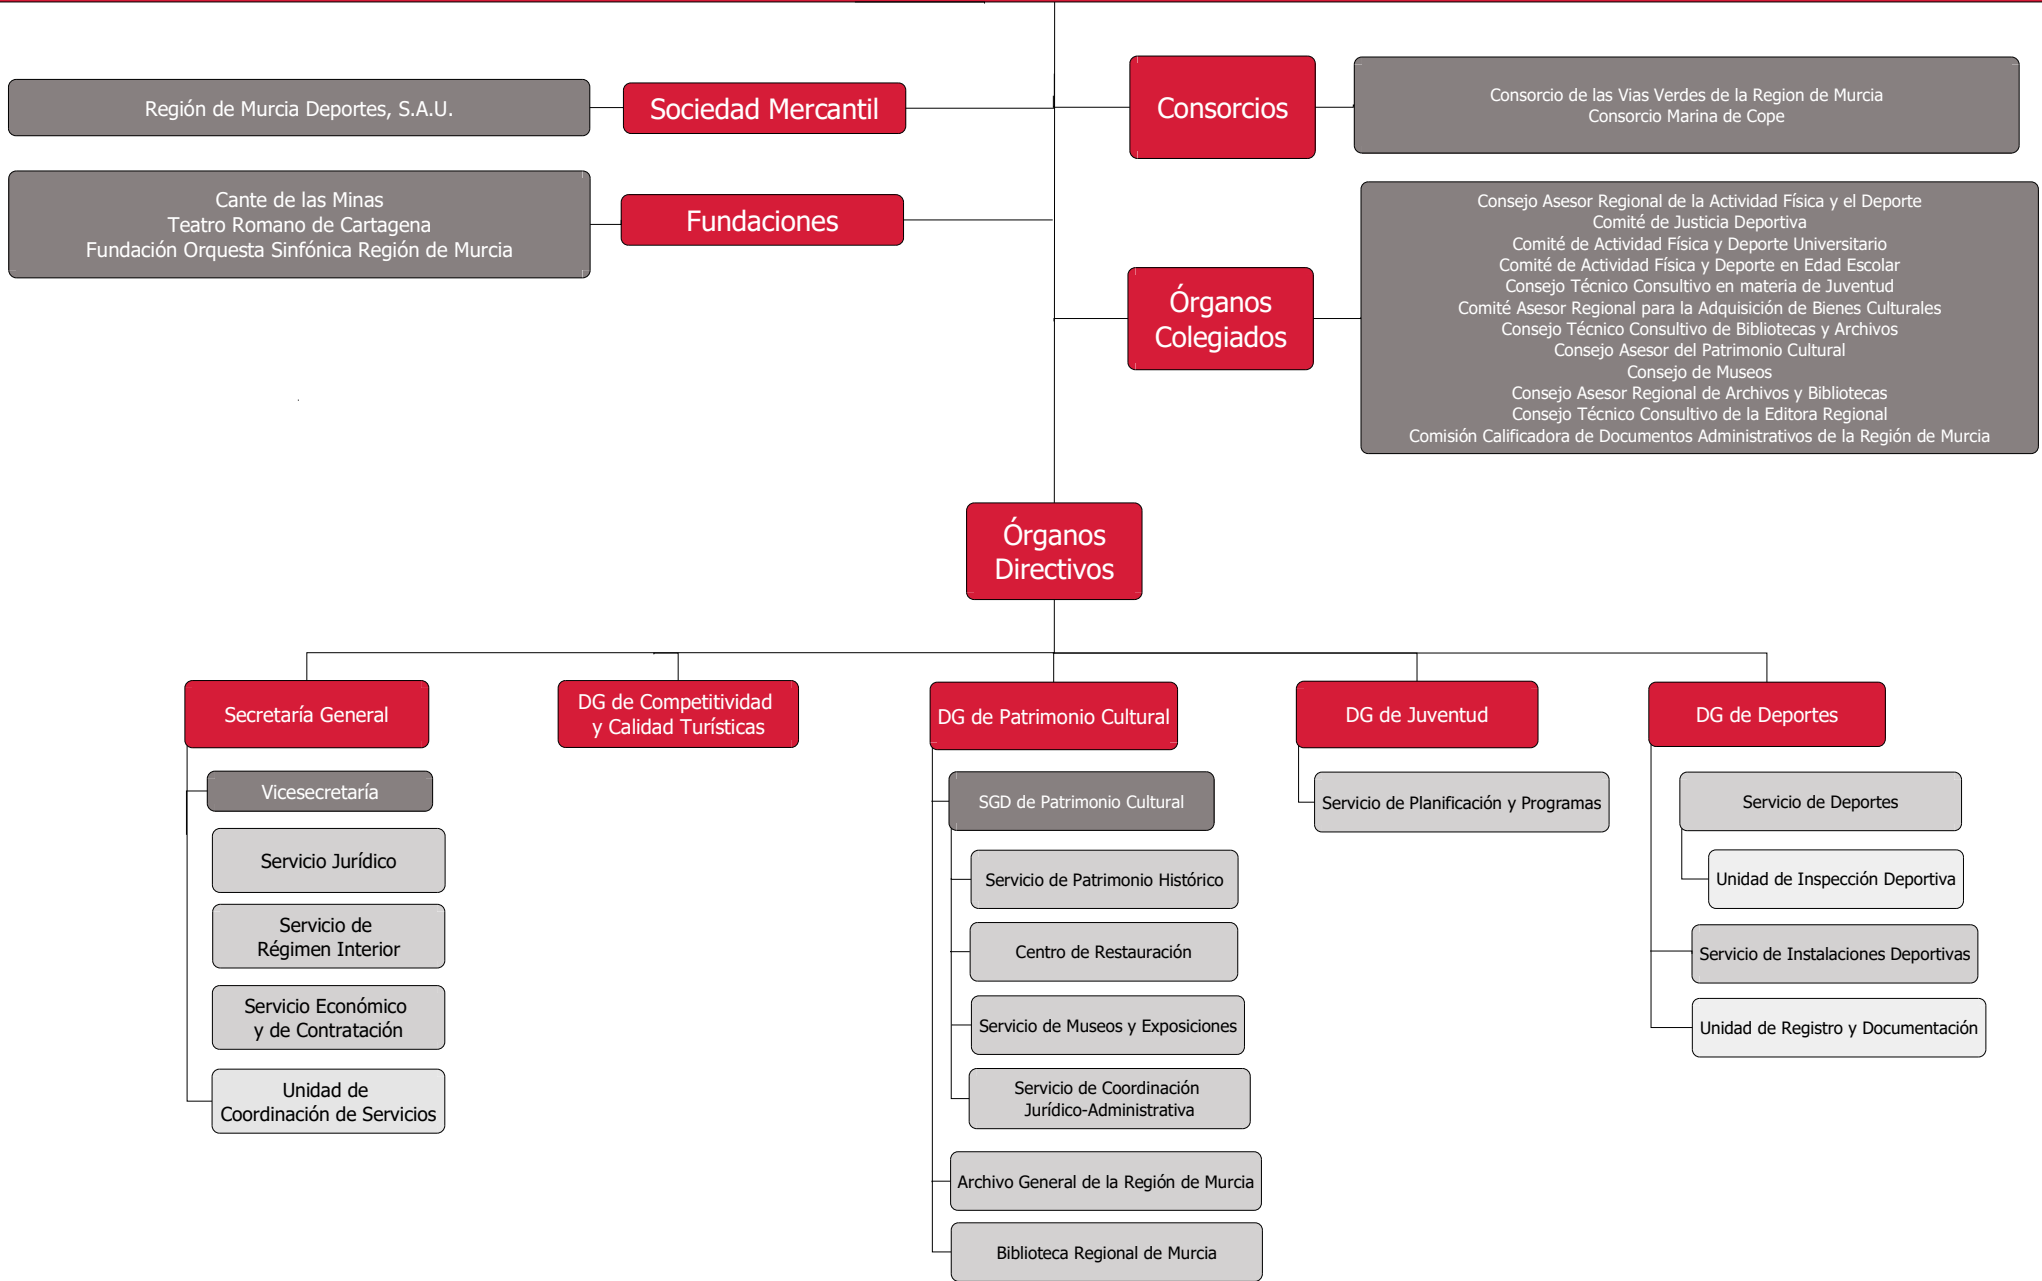 Región de Murcia Deportes, S.A.U.
Sociedad Mercantil
Consorcios
Consorcio de las Vias Verdes de la Region de Murcia
Consorcio Marina de Cope
Cante de las Minas
Teatro Romano de Cartagena
Fundación Orquesta Sinfónica Región de Murcia
Fundaciones
Órganos
Colegiados
Consejo Asesor Regional de la Actividad Física y el Deporte
Comité de Justicia Deportiva
Comité de Actividad Física y Deporte Universitario
Comité de Actividad Física y Deporte en Edad Escolar
Consejo Técnico Consultivo en materia de Juventud
Comité Asesor Regional para la Adquisición de Bienes Culturales
Consejo Técnico Consultivo de Bibliotecas y Archivos
Consejo Asesor del Patrimonio Cultural
Consejo de Museos
Consejo Asesor Regional de Archivos y Bibliotecas
Consejo Técnico Consultivo de la Editora Regional
Comisión Calificadora de Documentos Administrativos de la Región de Murcia
Órganos
Directivos
Secretaría General
Vicesecretaría
Servicio Jurídico
Servicio de
Régimen Interior
Servicio Económico
y de Contratación
Unidad de
Coordinación de Servicios
DG de Competitividad
y Calidad Turísticas
DG de Patrimonio Cultural
SGD de Patrimonio Cultural
Servicio de Patrimonio Histórico
Centro de Restauración
Servicio de Museos y Exposiciones
Servicio de Coordinación
Jurídico-Administrativa
Archivo General de la Región de Murcia
Biblioteca Regional de Murcia
DG de Juventud
Servicio de Planificación y Programas
DG de Deportes
Servicio de Deportes
Unidad de Inspección Deportiva
Servicio de Instalaciones Deportivas
Unidad de Registro y Documentación